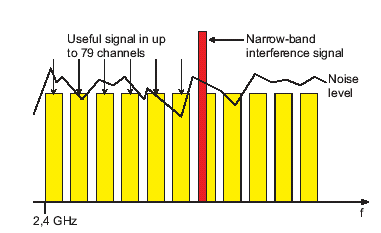 Useful signal in up
to 79 channels
Narrow-band
interference signal
Noise
level
f
2,4 GHz